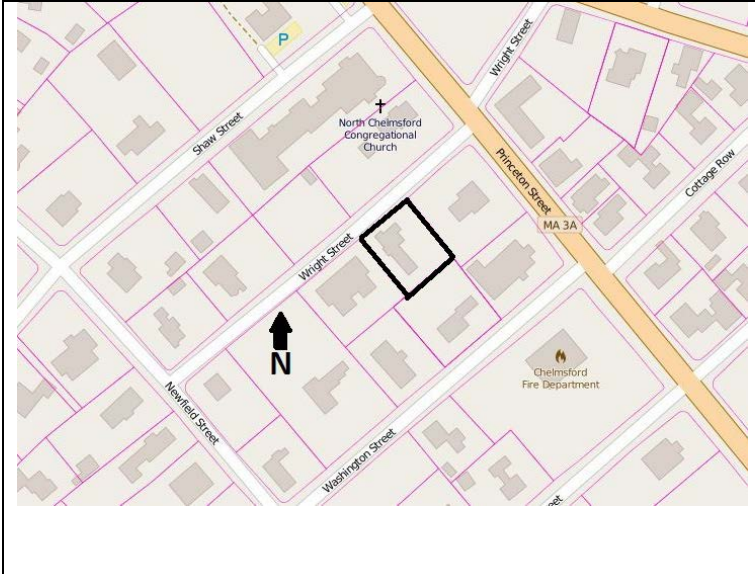 P
Wright Street
Shaw Street
✝
North Chelmsford
Congregational
Church
Princeton Street
Cottage Row
MA 3A
Wright Street
N
Chelmsford
Fire Department
Newfield Street
Washington Street
et